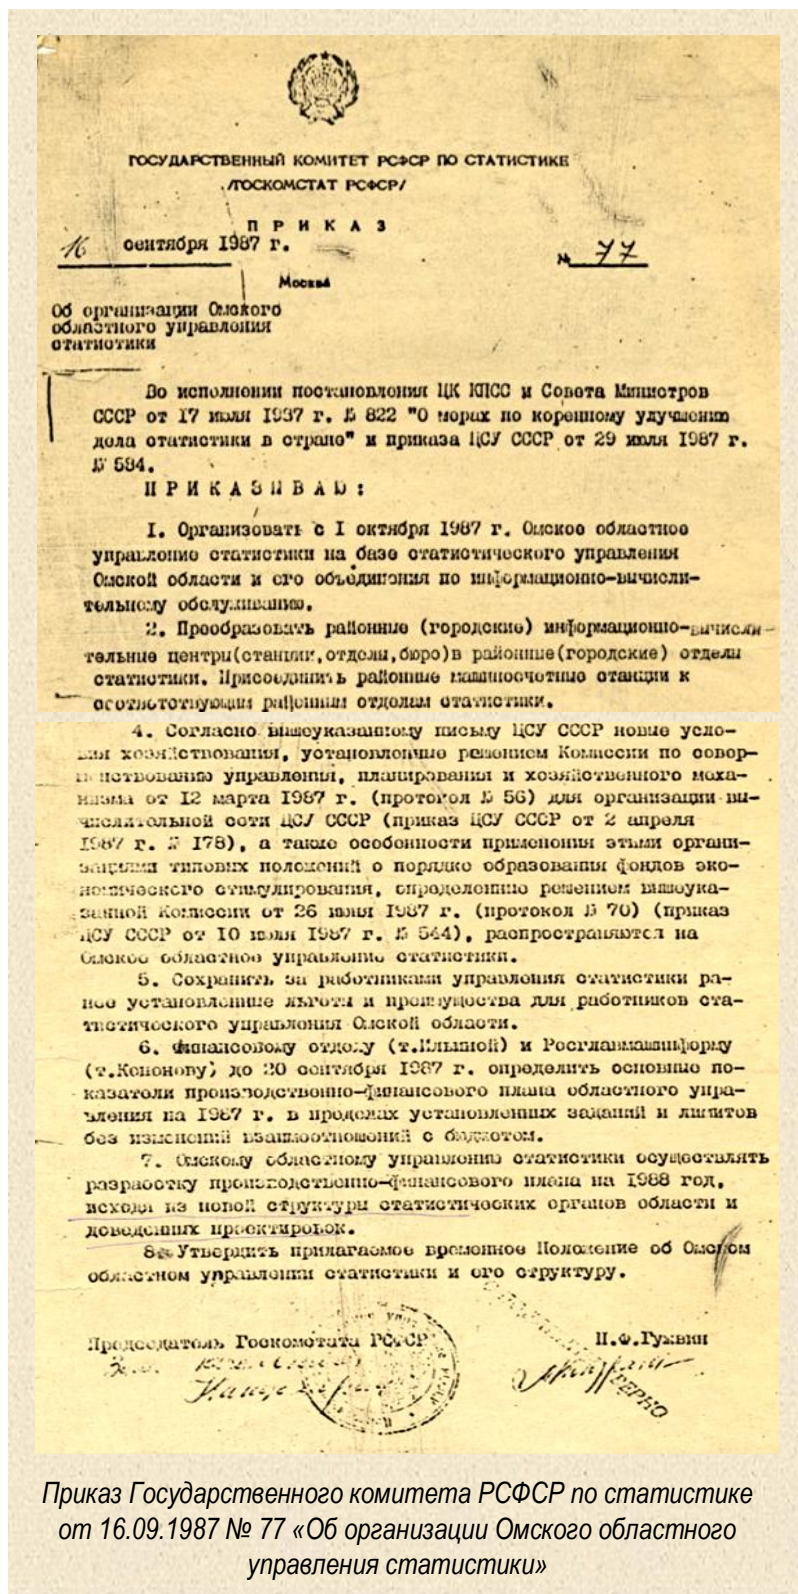 ГОСУДАРСТВЕННЫЙ КОМИТЕТ РСФСР ПО СТАТИСТИКЕ
/ГОСКОМСТАТ РСФСР/
П Р И К А З
16 сентября 1987 г.
№ 77
Москва
Об организации Омского
областного управления
статистики
Во исполнении постановления ЦК КПСС и Совета Министров
СССР от 17 июля 1987 г. № 822 "О мерах по коренному улучшению
дела статистики в стране" и приказа ЦСУ СССР от 29 июля 1987 г.
№ 584.
П Р И К А З Ы В А Ю :
I. Организовать с I октября 1987 г. Омское областное
управление статистики на базе статистического управления
Омской области и его объединения по информационно-вычисли-
тельному обслуживанию.
2. Преобразовать районные (городские) информационно-вычисли-
тельные центры(станции,отделы,бюро)в районные(городские) отделы
статистики. Присоединить районные машиносчетные станции к
соответствующим районным отделам статистики.
4. Согласно вышеуказанному письму ЦСУ СССР новые усло-
вия хозяйствования, установленные решением Комиссии по совер-
шенствованию управления, планирования и хозяйственного меха-
низма от 12 марта 1987 г. (протокол № 56) для организации вы-
числительной сети ЦСУ СССР (приказ ЦСУ СССР от 2 апреля
1987 г. № 178), а также особенности применения этими органи-
зациями типовых положений о порядке образования фондов эко-
номического стимулирования, определенные решением вышеука-
занной Комиссии от 26 июня 1987 г. (протокол № 70) (приказ
ЦСУ СССР от 10 июля 1987 г. № 544), распространяются на
Омское областное управление статистики.
5. Сохранить за работниками управления статистики ра-
нее установленные льготы и преимущества для работников ста-
тистического управления Омской области.
6. Финансовому отделу (т.Ильиной) и Росглавмашинформу
(т.Кононову) до 20 сентября 1987 г. определить основные по-
казатели производственно-финансового плана областного упра-
вления на 1987 г. в пределах установленных заданий и лимитов
без изменений взаимоотношений с бюджетом.
7. Омскому областному управлению статистики осуществлять
разработку производственно-финансового плана на 1988 год,
исходя из новой структуры статистических органов области и
доведенных проектировок.
8. Утвердить прилагаемое временное Положение об Омском
областном управлении статистики и его структуру.
Председатель Госкомстата РСФСР
ВЕРНО
Приказ Государственного комитета РСФСР по статистике
от 16.09.1987 № 77 «Об организации Омского областного
управления статистики»